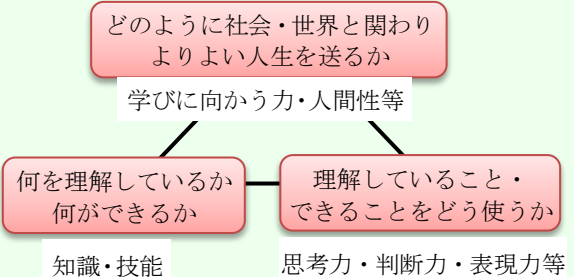 どのように社会・世界と関わり
よりよい人生を送るか
学びに向かう力・人間性等
何を理解しているか
何ができるか
知識・技能
理解していること・
できることをどう使うか
思考力・判断力・表現力等